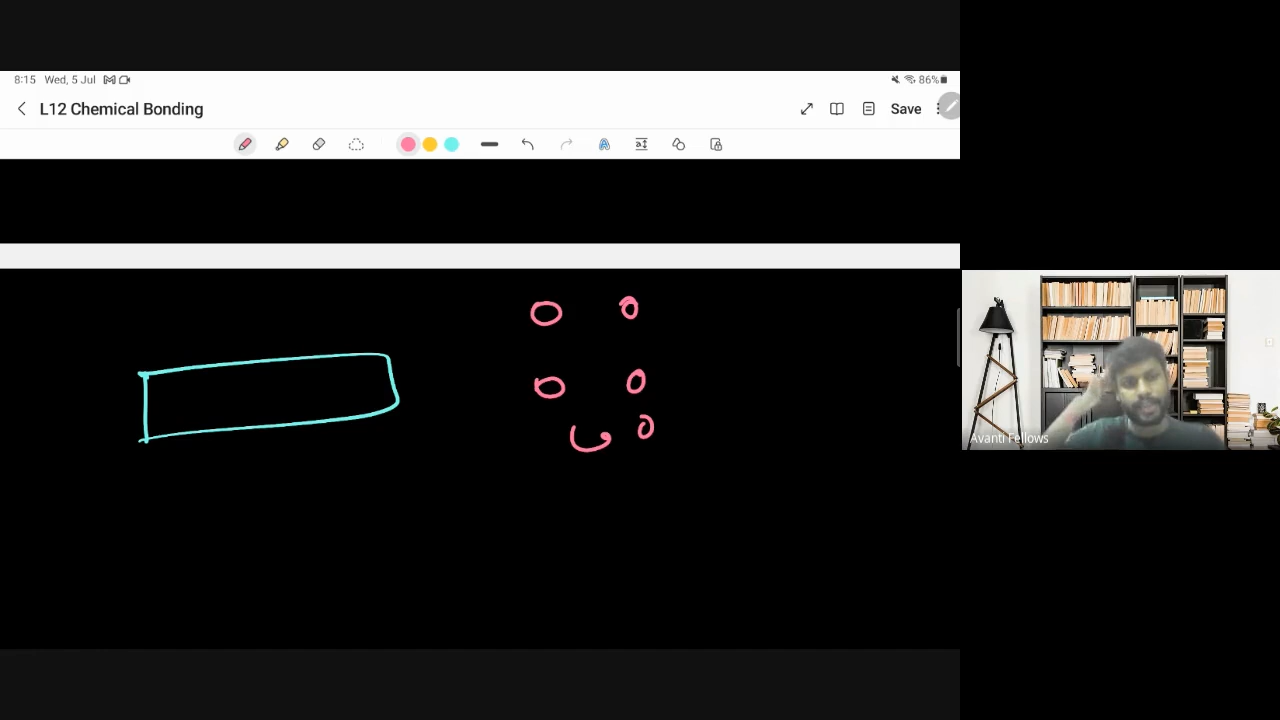 8:15 Wed, 5 Jul
86%
L12 Chemical Bonding
Save
Avanti Fellows